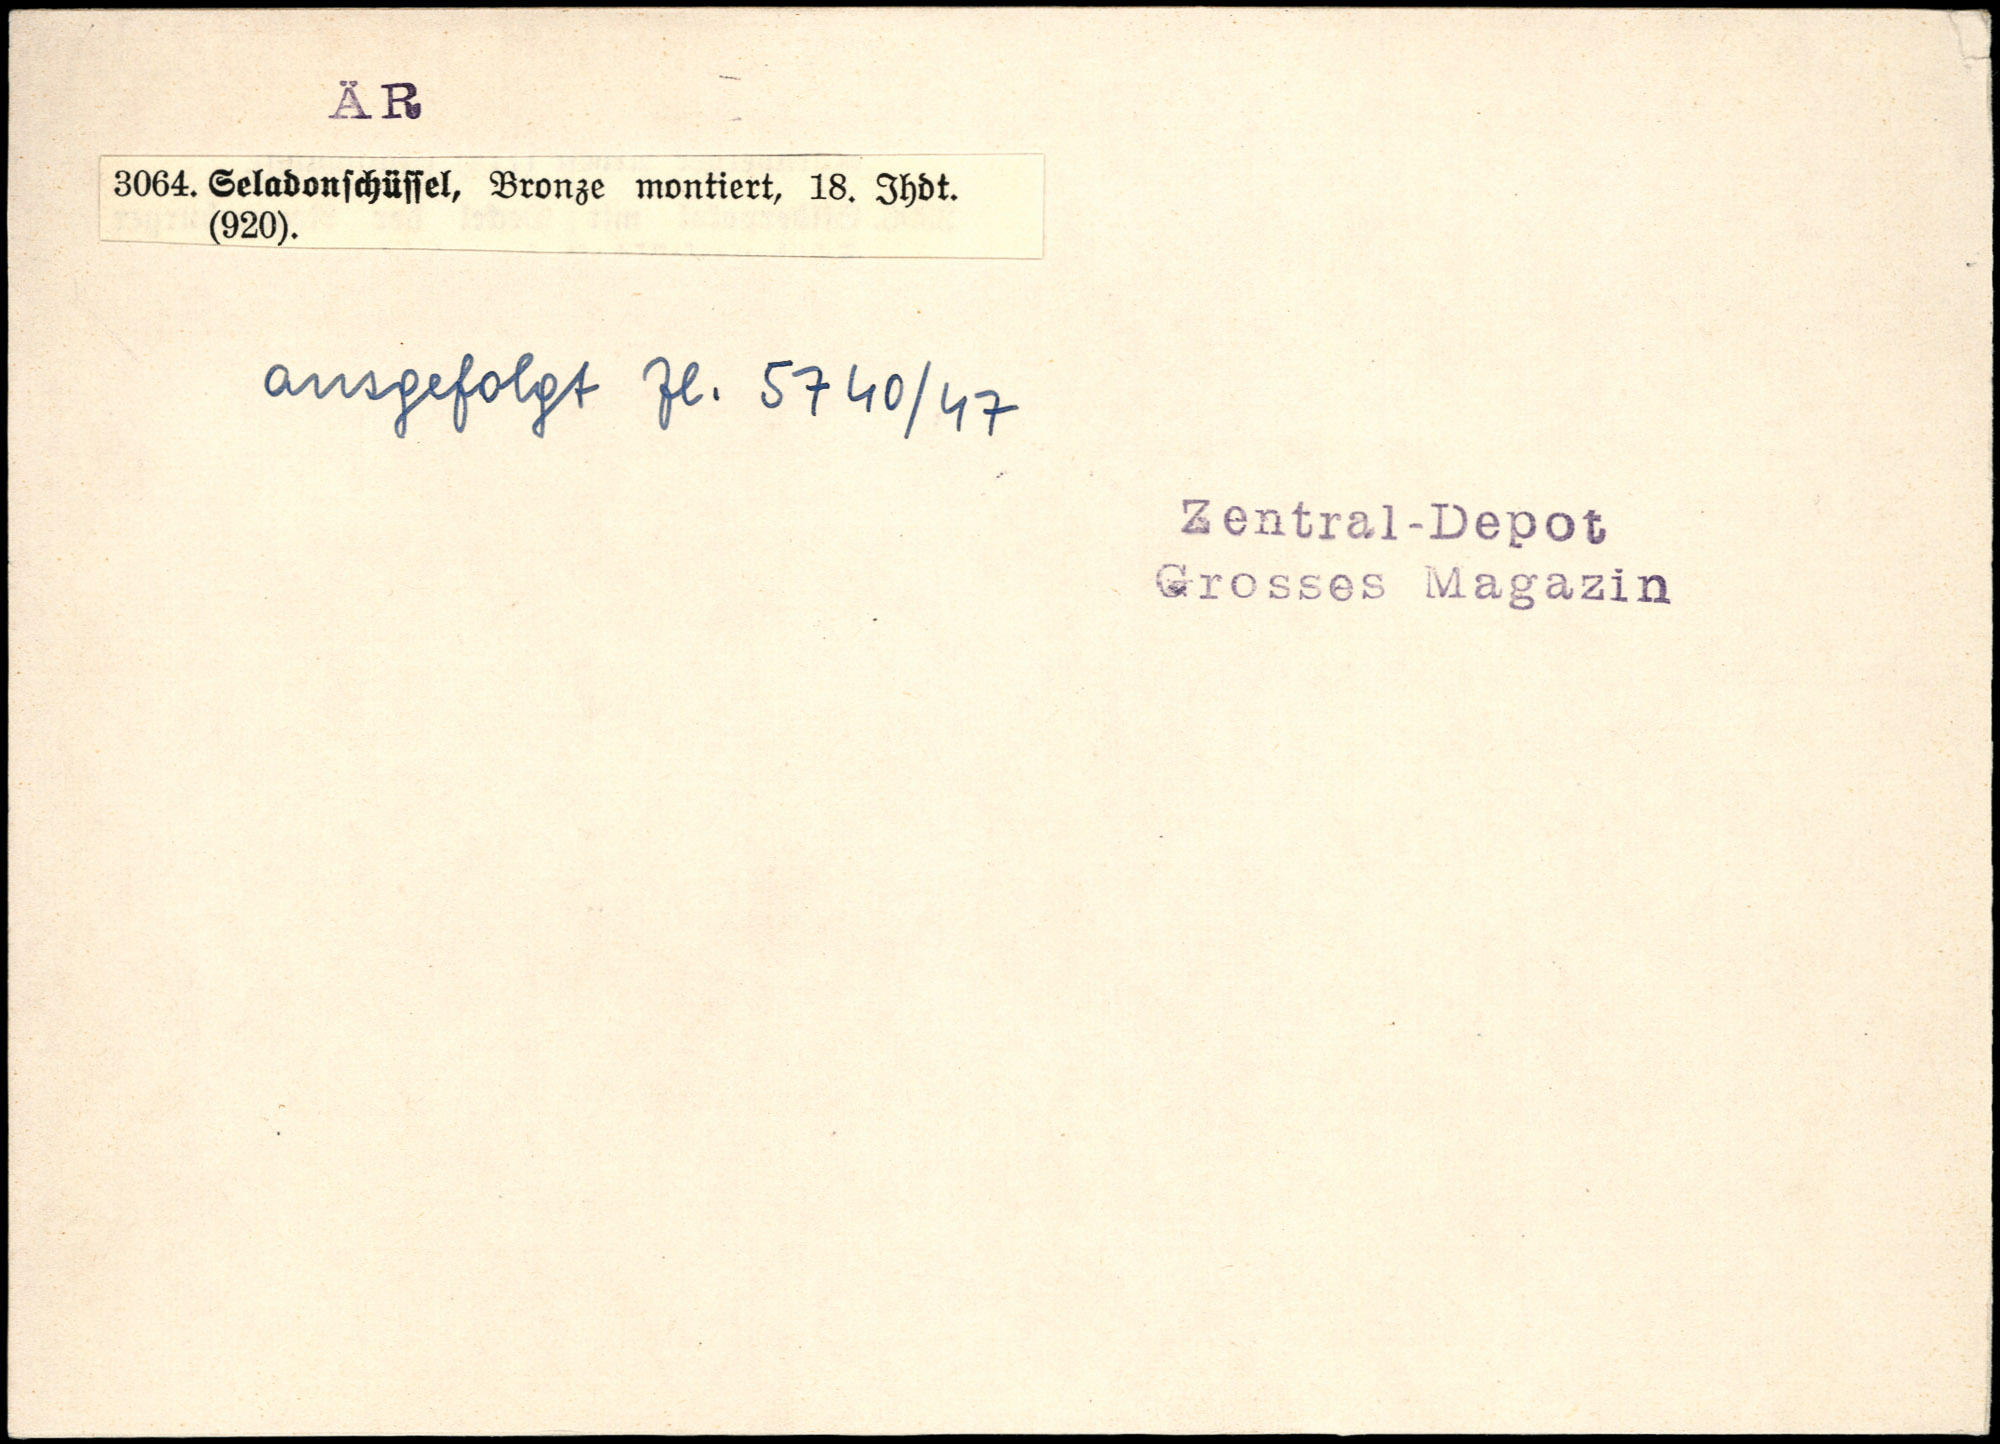 ÄR
3064. Seladonschüssel, Bronze montiert, 18. Jhdt.
(920).
ausgefolgt Zl. 5740/47
Zentral-Depot
Grosses Magazin